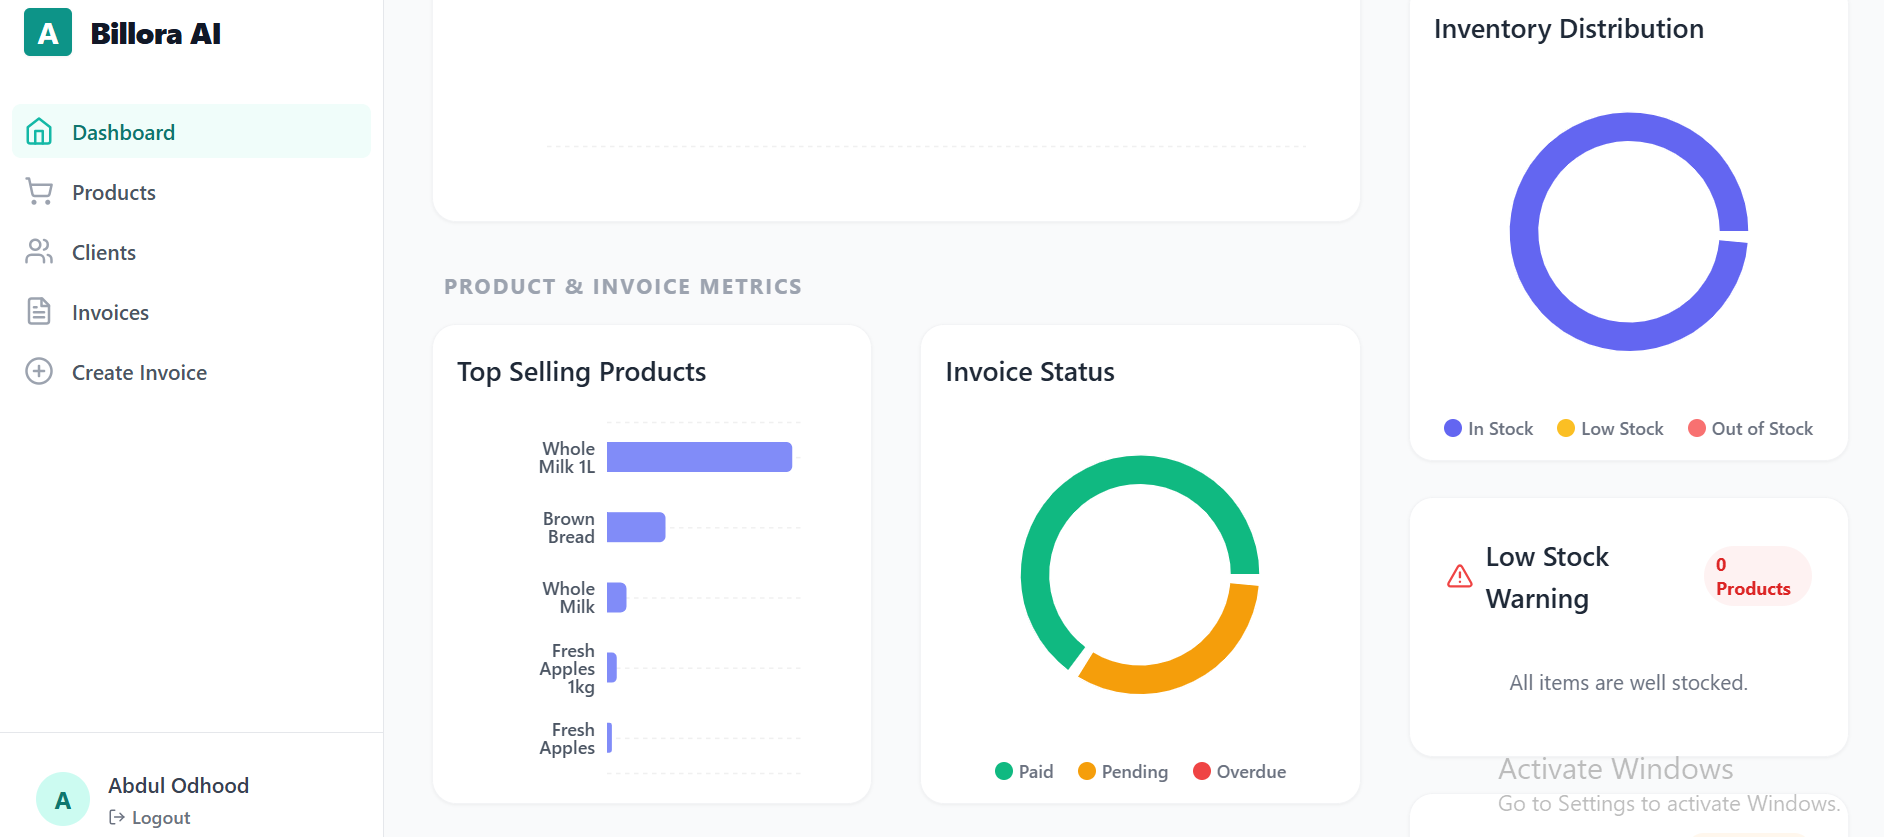 A Billora AI
Dashboard
Products
Clients
Invoices
Create Invoice
A
Abdul Odhood
Logout
PRODUCT & INVOICE METRICS
Top Selling Products
Whole
Milk 1L
Brown
Bread
Whole
Milk
Fresh
Apples
1kg
Fresh
Apples
Invoice Status
Paid Pending Overdue
Inventory Distribution
In Stock Low Stock Out of Stock
Low Stock
Warning
0
Products
All items are well stocked.
Activate Windows
Go to Settings to activate Windows.